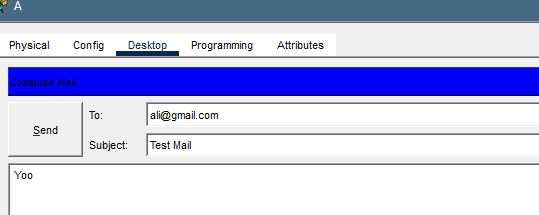 A
Physical Config Desktop Programming Attributes
Compose Mail
Send
To: ali@gmail.com
Subject: Test Mail
Yoo